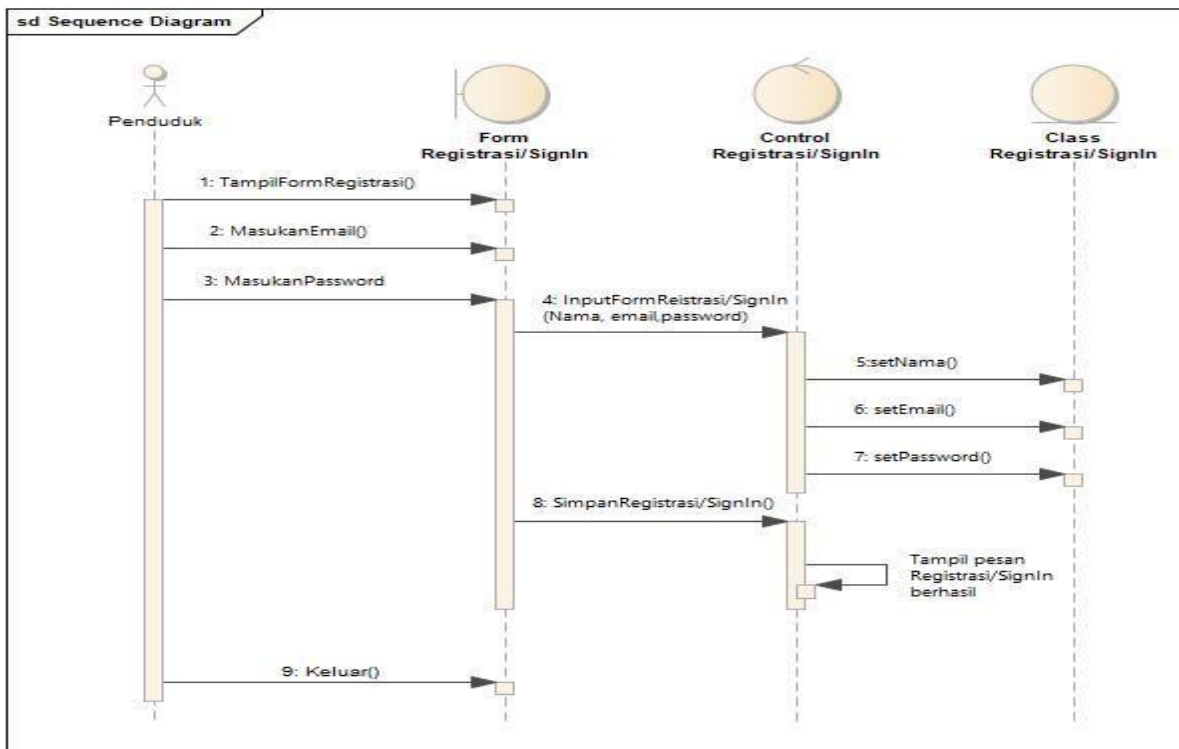 sd Sequence Diagram
Penduduk
Form
Registrasi/SignIn
Control
Registrasi/SignIn
Class
Registrasi/SignIn
1: TampilFormRegistrasi()
2: MasukanEmail()
3: MasukanPassword
4: InputFormReistrasi/SignIn
(Nama, email,password)
5:setNama()
6: setEmail()
7: setPassword()
8: SimpanRegistrasi/SignIn()
Tampil pesan
Registrasi/SignIn
berhasil
9: Keluar()